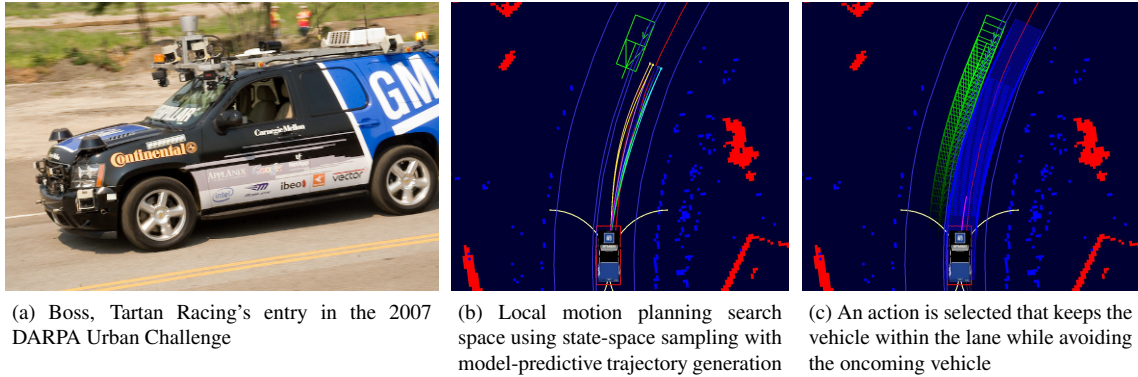 GM
Carnegie Mellon
Continental
APPLANIX
intel
ibeo
vector
(a) Boss, Tartan Racing's entry in the 2007
DARPA Urban Challenge
(b) Local motion planning search
space using state-space sampling with
model-predictive trajectory generation
(c) An action is selected that keeps the
vehicle within the lane while avoiding
the oncoming vehicle